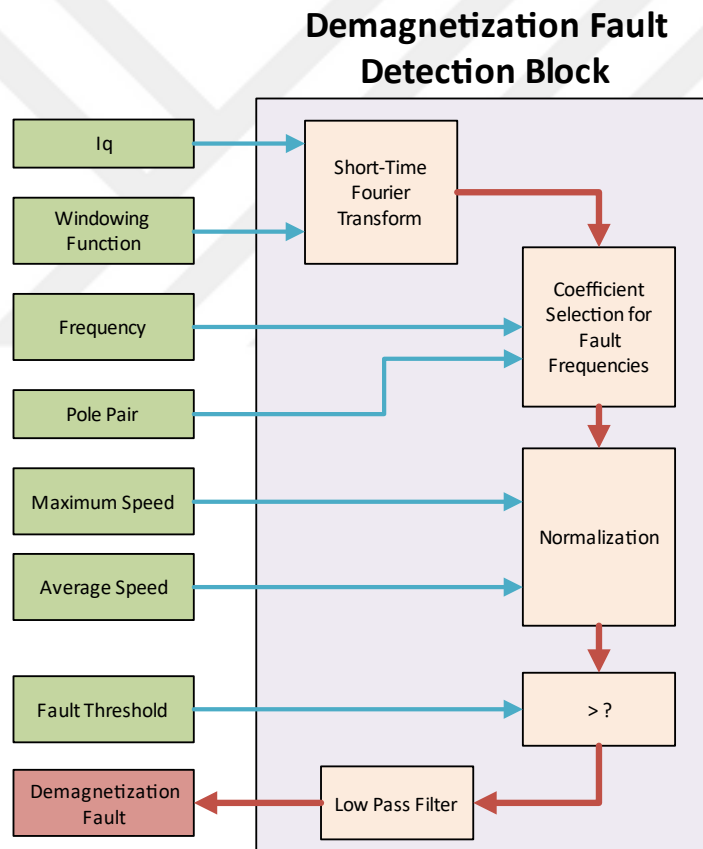 Demagnetization Fault
Detection Block
Iq
Short-Time
Fourier
Transform
Windowing
Function
Frequency
Coefficient
Selection for
Fault
Frequencies
Pole Pair
Maximum Speed
Normalization
Average Speed
Fault Threshold
> ?
Demagnetization
Fault
Low Pass Filter